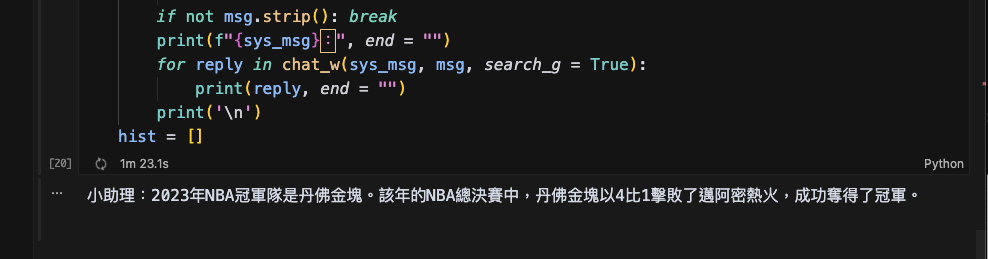 if not msg.strip(): break
print(f"{sys_msg}：", end = "")
for reply in chat_w(sys_msg, msg, search_g = True):
print(reply, end = "")
print('\n')
hist = []
[20] 1m 23.1s Python
... 小助理：2023年NBA冠軍隊是丹佛金塊。該年的NBA總決賽中，丹佛金塊以4比1擊敗了邁阿密熱火，成功奪得了冠軍。